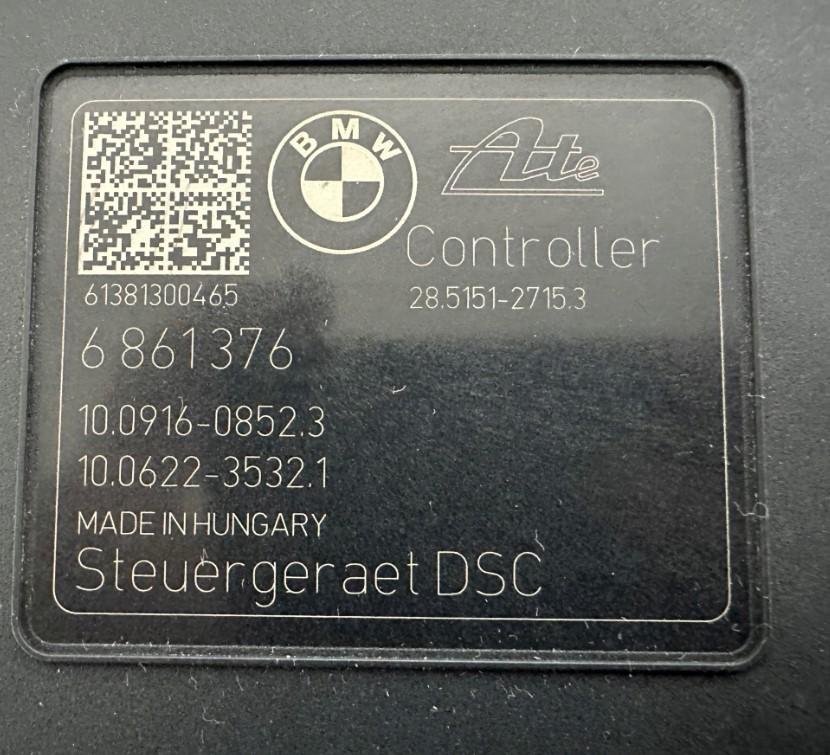 BMW
Ate
Controller
61381300465
28.5151-2715.3
6 861 376
10.0916-0852.3
10.0622-3532.1
MADE IN HUNGARY
Steuergeraet DSC